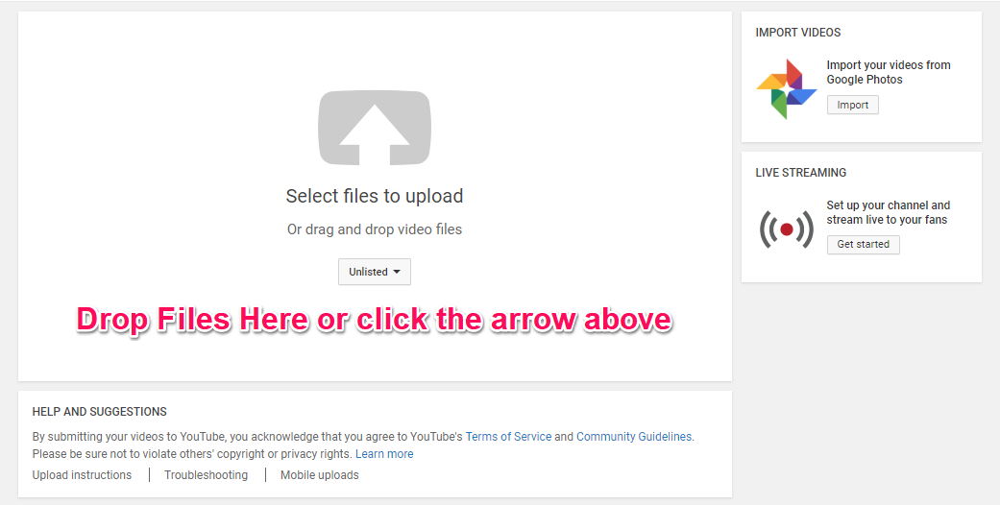 Select files to upload
Or drag and drop video files
Unlisted
Drop Files Here or click the arrow above
IMPORT VIDEOS
Import your videos from
Google Photos
Import
LIVE STREAMING
Set up your channel and
stream live to your fans
Get started
HELP AND SUGGESTIONS
By submitting your videos to YouTube, you acknowledge that you agree to YouTube's Terms of Service and Community Guidelines.
Please be sure not to violate others' copyright or privacy rights. Learn more
Upload instructions Troubleshooting Mobile uploads